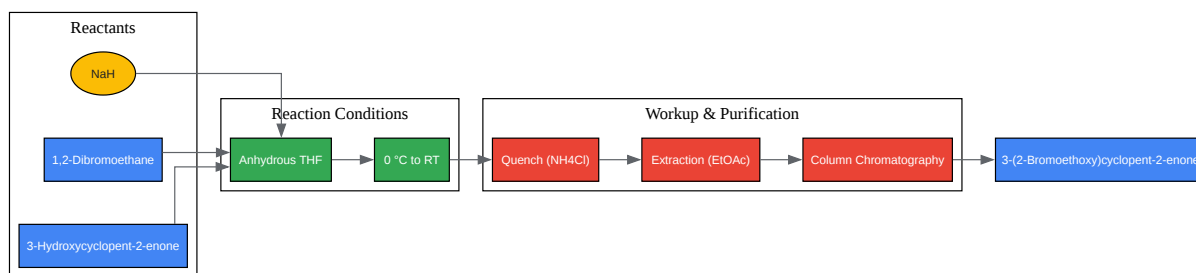 Reactants
NaH
1,2-Dibromoethane
3-Hydroxycyclopent-2-enone
Reaction Conditions
Anhydrous THF
0 °C to RT
Workup & Purification
Quench (NH4Cl)
Extraction (EtOAc)
Column Chromatography
3-(2-Bromoethoxy)cyclopent-2-enone